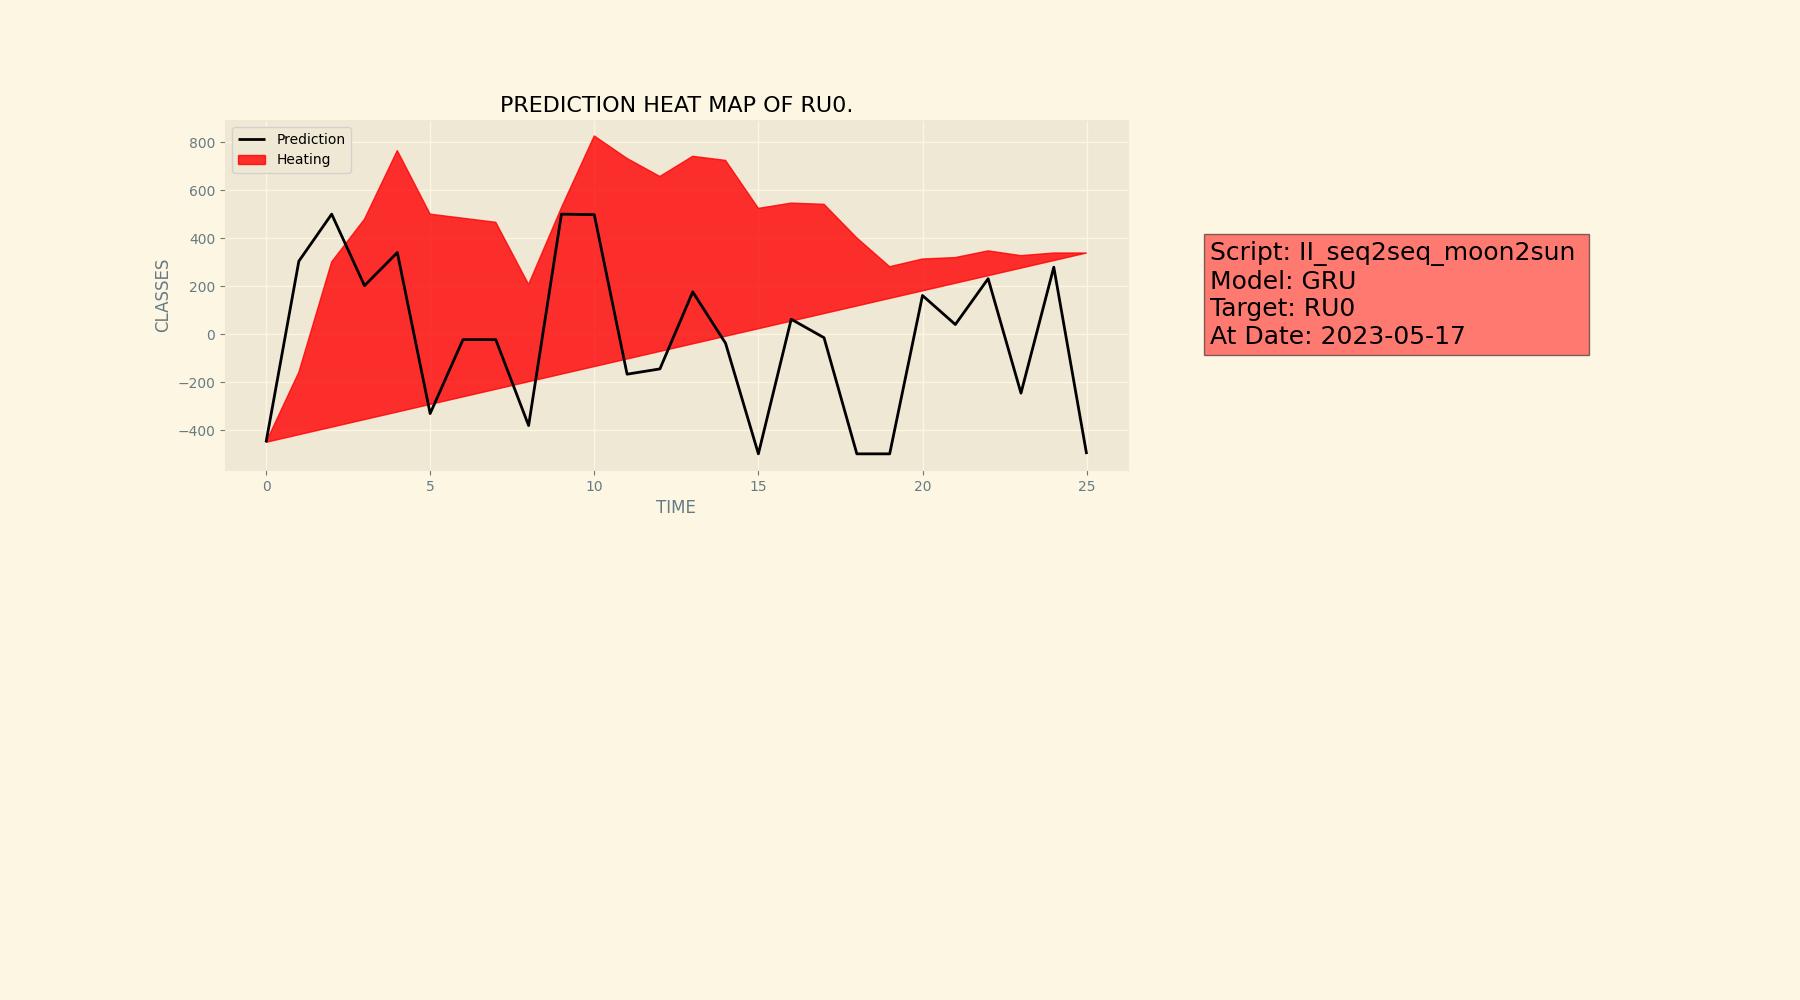 PREDICTION HEAT MAP OF RU0.
Prediction
Heating
800
600
400
200
0
−200
−400
CLASSES
0 5 10 15 20 25
TIME
Script: II_seq2seq_moon2sun
Model: GRU
Target: RU0
At Date: 2023-05-17